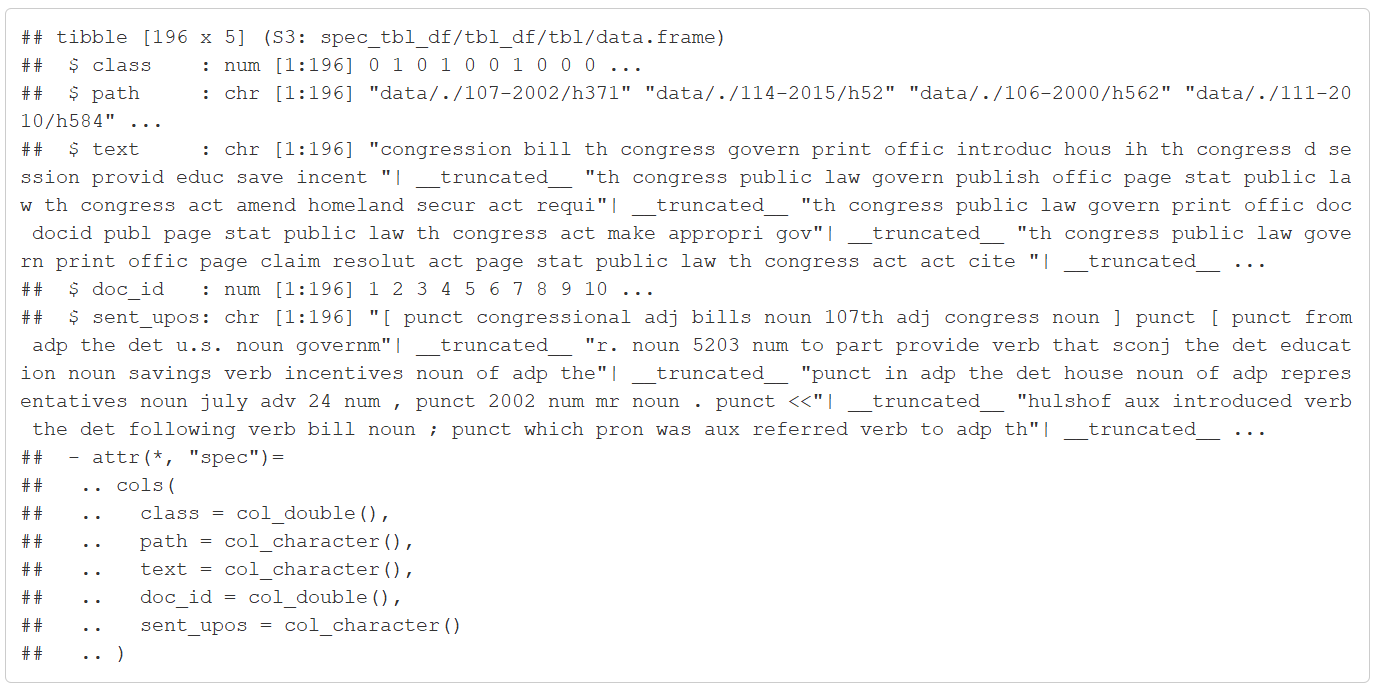 ## tibble [196 x 5] (S3: spec_tbl_df/tbl_df/tbl/data.frame)
##  $ class    : num [1:196] 0 1 0 1 0 0 1 0 0 0 ...
##  $ path     : chr [1:196] "data/./107-2002/h371" "data/./114-2015/h52" "data/./106-2000/h562" "data/./111-20
10/h584" ...
##  $ text     : chr [1:196] "congression bill th congress govern print offic introduc hous ih th congress d se
ssion provid educ save incent "| __truncated__ "th congress public law govern publish offic page stat public la
w th congress act amend homeland secur act requi"| __truncated__ "th congress public law govern print offic doc
 docid publ page stat public law th congress act make appropri gov"| __truncated__ "th congress public law gove
rn print offic page claim resolut act page stat public law th congress act act cite "| __truncated__ ...
##  $ doc_id   : num [1:196] 1 2 3 4 5 6 7 8 9 10 ...
##  $ sent_upos: chr [1:196] "[ punct congressional adj bills noun 107th adj congress noun ] punct [ punct from
 adp the det u.s. noun governm"| __truncated__ "r. noun 5203 num to part provide verb that sconj the det educat
ion noun savings verb incentives noun of adp the"| __truncated__ "punct in adp the det house noun of adp repres
entatives noun july adv 24 num , punct 2002 num mr noun . punct <<"| __truncated__ "hulshof aux introduced verb
 the det following verb bill noun ; punct which pron was aux referred verb to adp th"| __truncated__ ...
##  - attr(*, "spec")=
##   .. cols(
##   ..   class = col_double(),
##   ..   path = col_character(),
##   ..   text = col_character(),
##   ..   doc_id = col_double(),
##   ..   sent_upos = col_character()
##   .. )